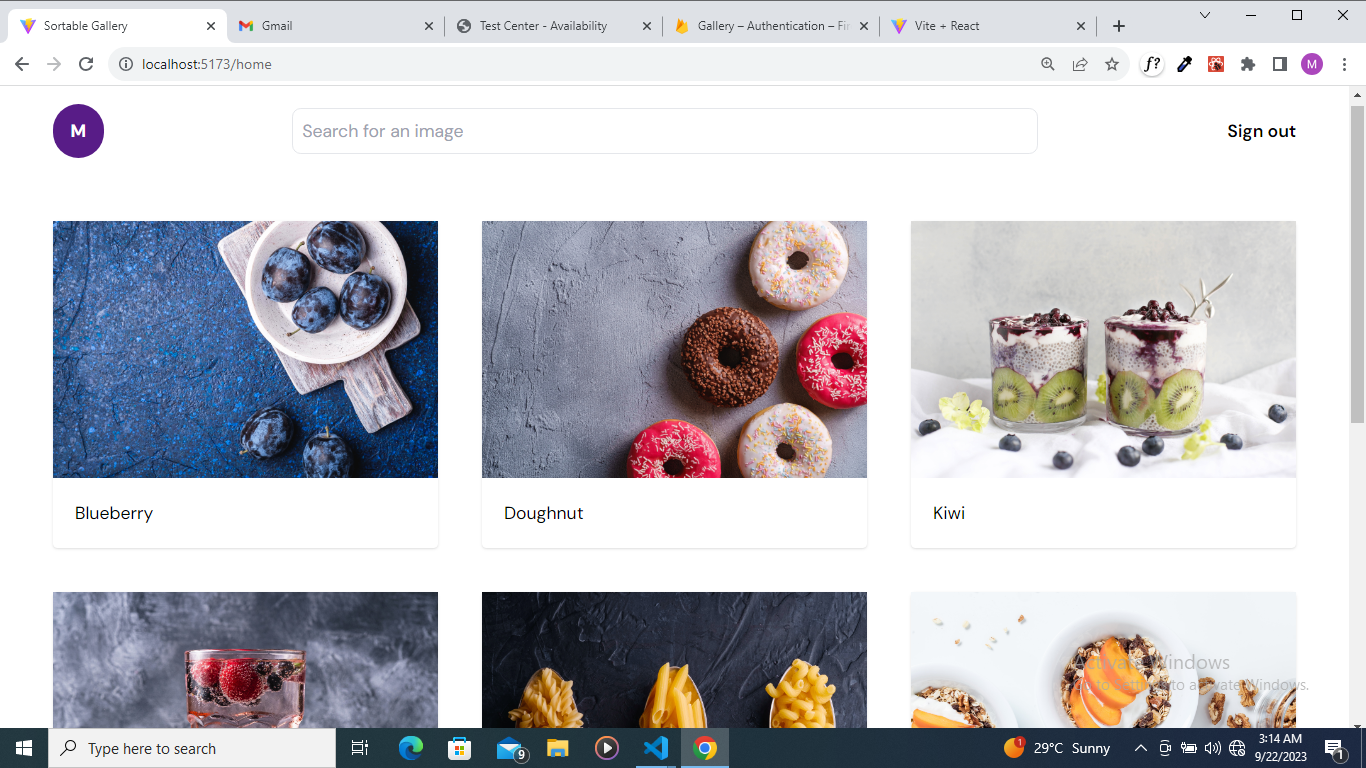 Sortable Gallery
Gmail
Test Center - Availability
Gallery – Authentication – Fir
Vite + React
localhost:5173/home
f?
M
M
Search for an image
Sign out
Blueberry
Doughnut
Kiwi
Activate Windows
Go to Settings to activate Windows.
Type here to search
9
1
29°C Sunny
3:14 AM
9/22/2023
1